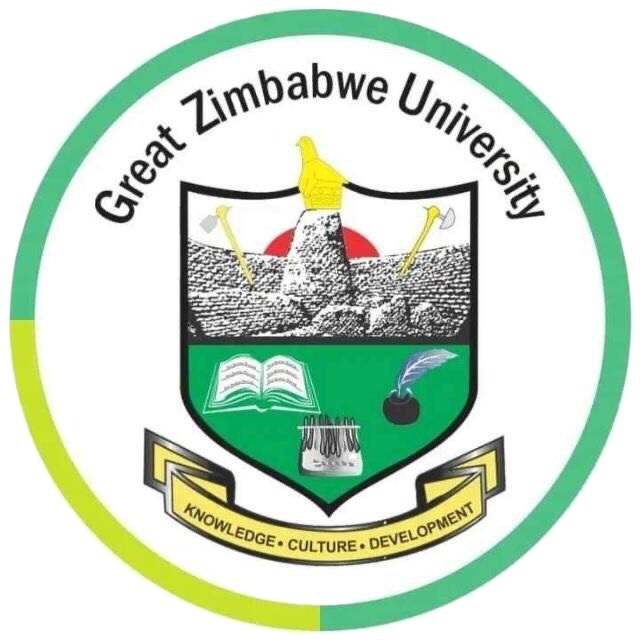 Great Zimbabwe University
KNOWLEDGE • CULTURE • DEVELOPMENT